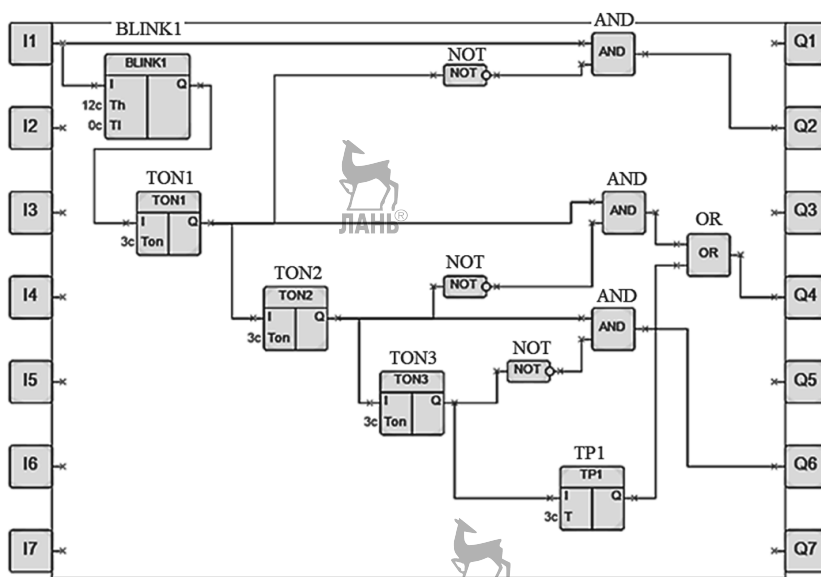 BLINK1
AND
I1
Q1
NOT
BLINK1
AND
I Q
NOT
12c Th
0c Tl
I2
Q2
TON1
AND
TON1
I3
I Q
AND
OR
Q3
3c Ton
ЛАНЬ®
OR
TON2
NOT
TON2
NOT
AND
I4
Q4
I Q
3c Ton
NOT
AND
TON3
NOT
I5
Q5
I Q
3c Ton
TP1
I6
TP1
Q6
I Q
3c T
I7
Q7